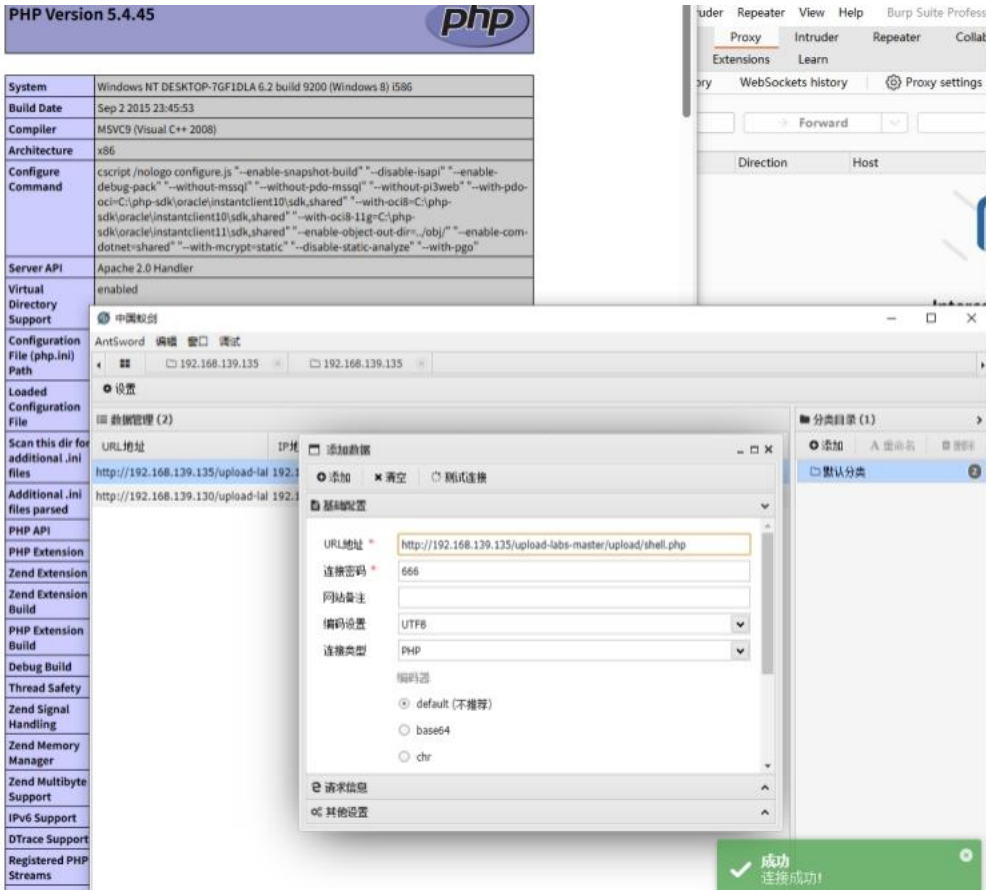 PHP Version 5.4.45
php
System
Windows NT DESKTOP-7GF1DLA 6.2 build 9200 (Windows 8) i586
Build Date
Sep 2 2015 23:45:53
Compiler
MSVC9 (Visual C++ 2008)
Architecture
x86
Configure
Command
cscript /nologo configure.js "--enable-snapshot-build" "--disable-isapi" "--enable-
debug-pack" "--without-mssql" "--without-pdo-mssql" "--without-pi3web" "--with-pdo-
oci=C:\php-sdk\oracle\instantclient10\sdk,shared" "--with-oci8=C:\php-
sdk\oracle\instantclient10\sdk,shared" "--with-oci8-11g=C:\php-
sdk\oracle\instantclient11\sdk,shared" "--enable-object-out-dir=../obj/" "--enable-com-
dotnet=shared" "--with-mcrypt=static" "--disable-static-analyze" "--with-pgo"
Server API
Apache 2.0 Handler
Virtual
Directory
Support
enabled
Configuration
File (php.ini)
Path
Loaded
Configuration
File
Scan this dir for
additional .ini
files
Additional .ini
files parsed
PHP API
PHP Extension
Zend Extension
Zend Extension
Build
PHP Extension
Build
Debug Build
Thread Safety
Zend Signal
Handling
Zend Memory
Manager
Zend Multibyte
Support
IPv6 Support
DTrace Support
Registered PHP
Streams
uder Repeater View Help Burp Suite Profess
Proxy Intruder Repeater Collab
Extensions Learn
ory WebSockets history Proxy settings
Forward
Direction Host
中国蚁剑
AntSword 编辑 窗口 调试
192.168.139.135 192.168.139.135
设置
数据管理 (2)
URL地址 IP地
http://192.168.139.135/upload-lal 192.1
http://192.168.139.130/upload-lal 192.1
分类目录 (1)
添加 重命名 删除
默认分类 2
添加数据
添加 清空 测试连接
基础配置
URL地址 *
http://192.168.139.135/upload-labs-master/upload/shell.php
连接密码 *
666
网站备注
编码设置
UTF8
连接类型
PHP
编码器
default (不推荐)
base64
chr
请求信息
其他设置
成功
连接成功!